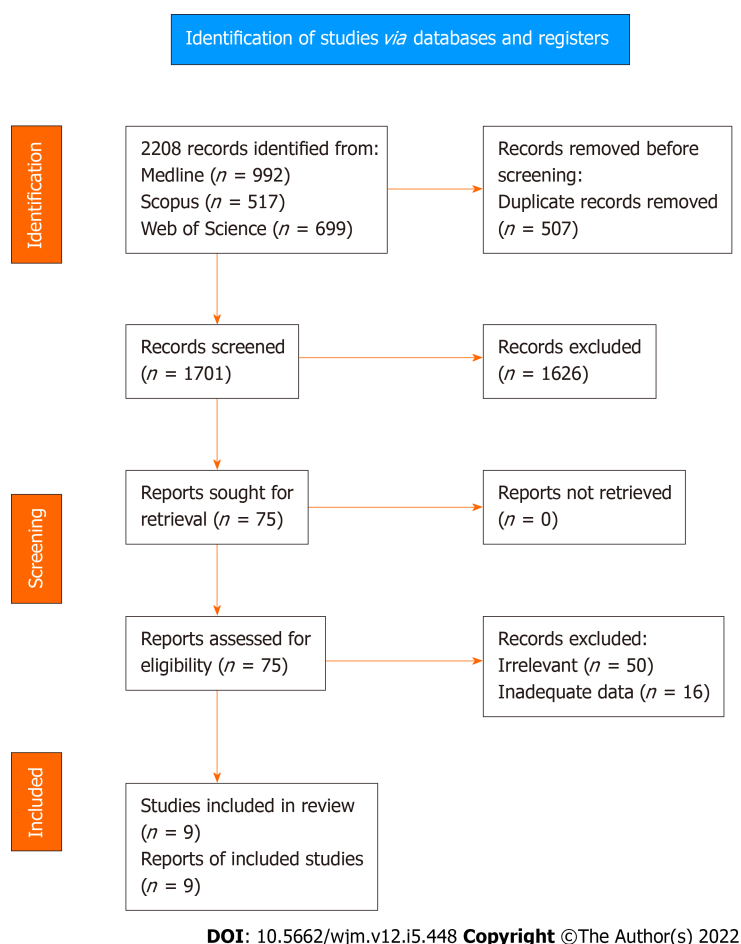 Identification of studies via databases and registers
Identification
2208 records identified from:
Medline (n = 992)
Scopus (n = 517)
Web of Science (n = 699)
Records removed before
screening:
Duplicate records removed
(n = 507)
Records screened
(n = 1701)
Records excluded
(n = 1626)
Screening
Reports sought for
retrieval (n = 75)
Reports not retrieved
(n = 0)
Reports assessed for
eligibility (n = 75)
Records excluded:
Irrelevant (n = 50)
Inadequate data (n = 16)
Included
Studies included in review
(n = 9)
Reports of included studies
(n = 9)
DOI: 10.5662/wjm.v12.i5.448 Copyright ©The Author(s) 2022